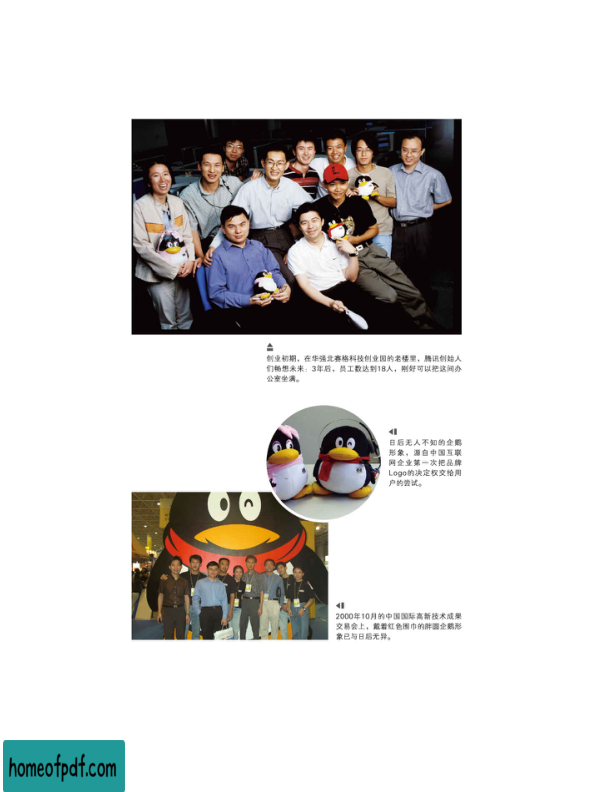 创业初期，在华强北赛格科技创业园的老楼里，腾讯创始人
们畅想未来：3年后，员工数达到18人，刚好可以把这间办
公室坐满。
日后无人不知的企鹅
形象，源自中国互联
网企业第一次把品牌
Logo的决定权交给用
户的尝试。
2000年10月的中国国际高新技术成果
交易会上，戴着红色围巾的胖圆企鹅形
象已与日后无异。
homeofpdf.com